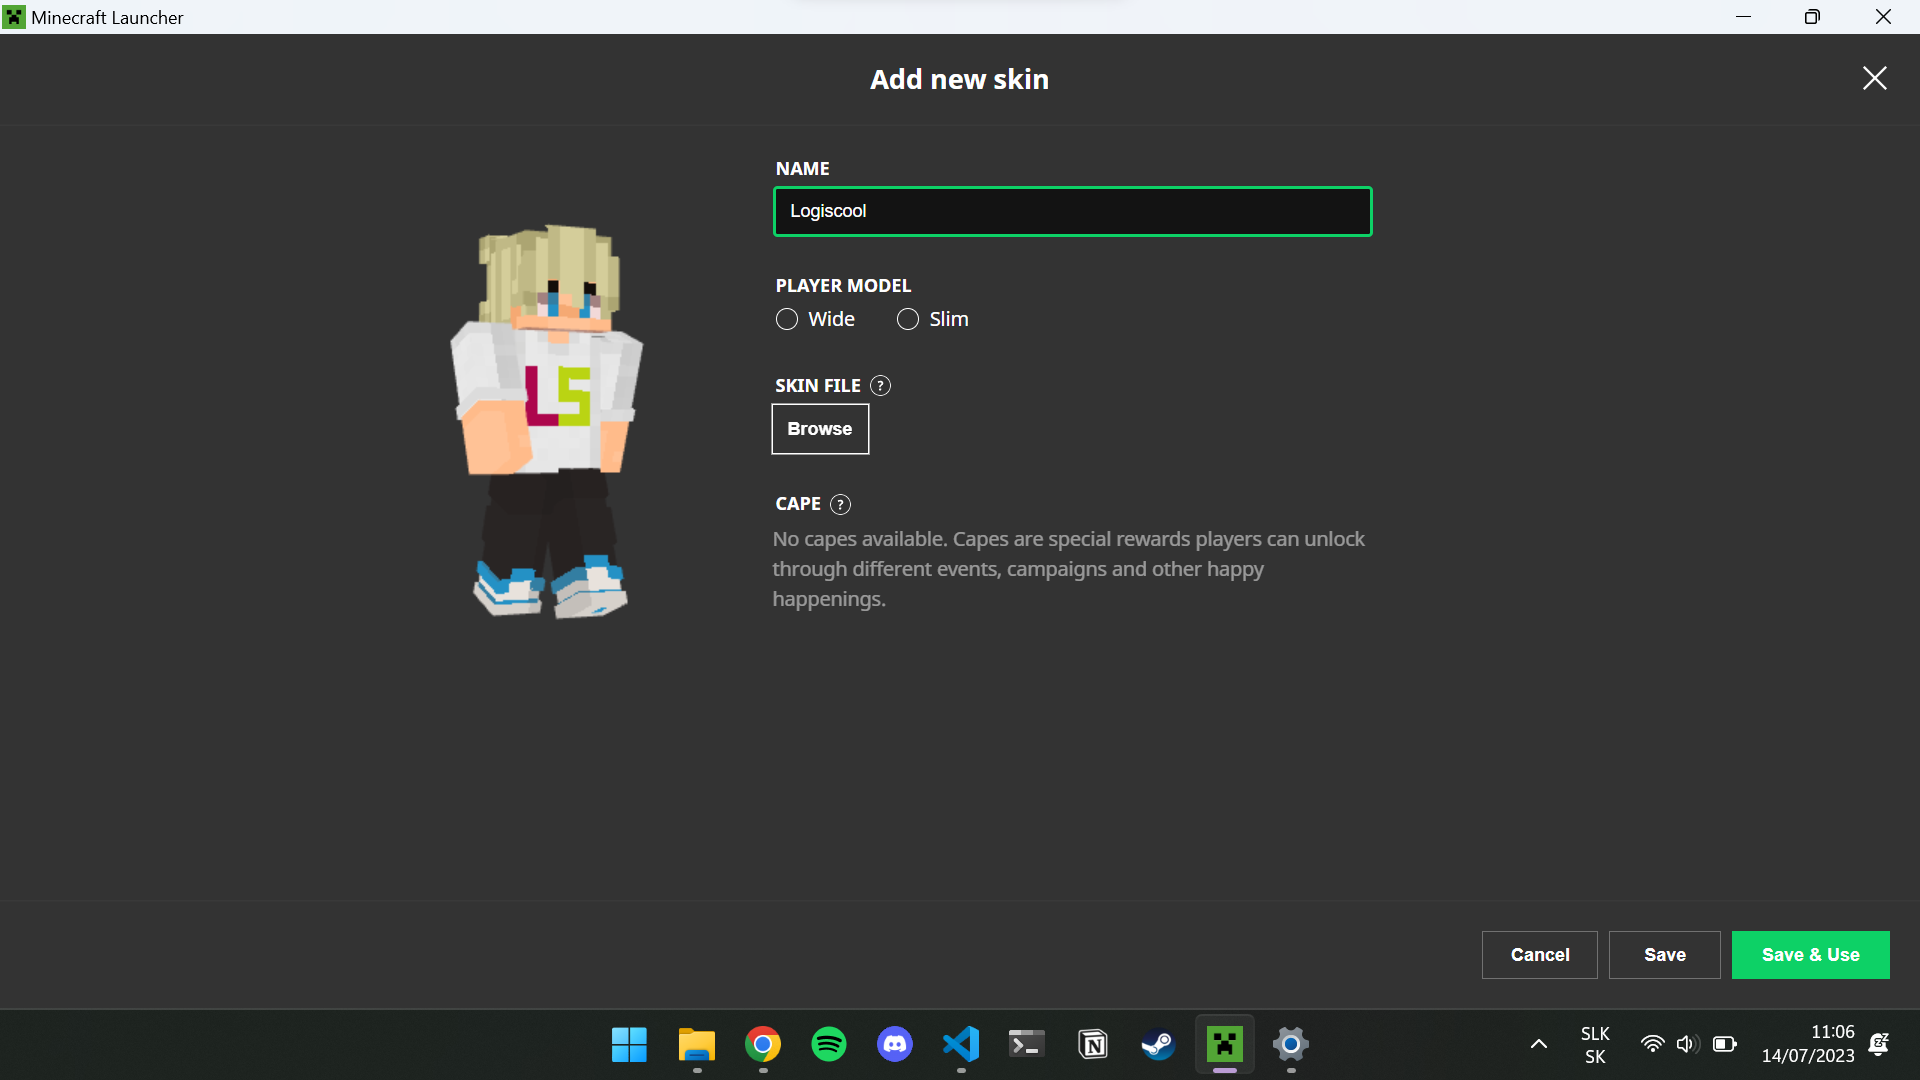 Minecraft Launcher
Add new skin
NAME
Logiscool
PLAYER MODEL
Wide
Slim
SKIN FILE ?
Browse
CAPE ?
No capes available. Capes are special rewards players can unlock
through different events, campaigns and other happy
happenings.
LS
Cancel
Save
Save & Use
SLK
SK
11:06
14/07/2023